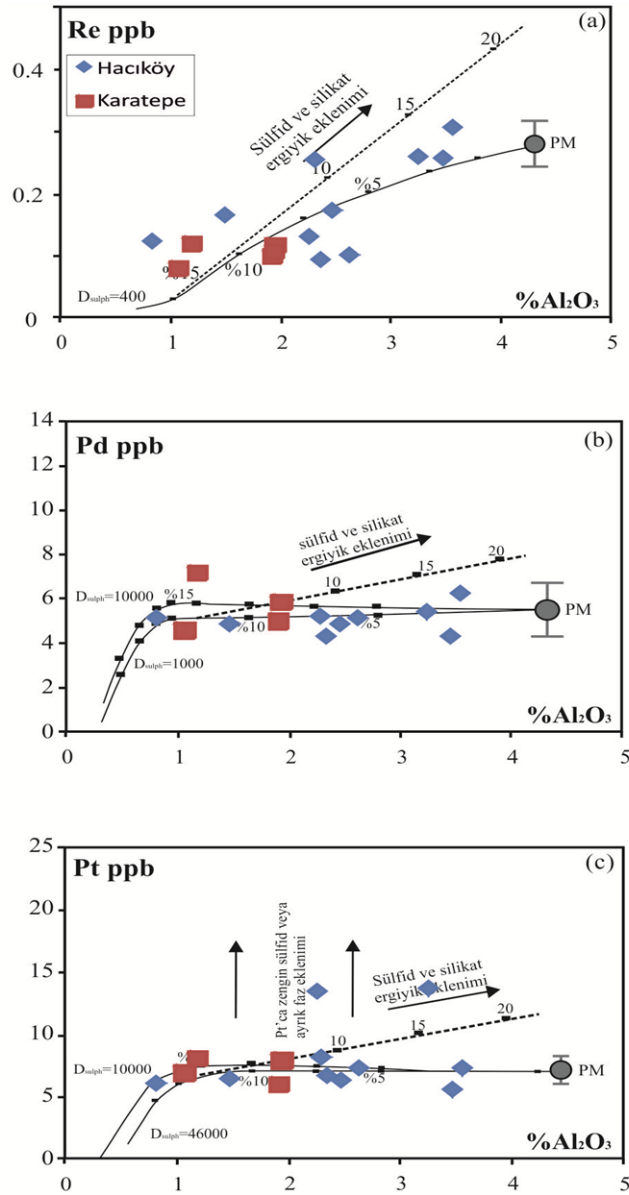 Re ppb
(a)
Hacıköy
Karatepe
Sülfid ve silikat
ergiyik eklenimi
20
15
10
%5
%10
%15
PM
Dsulph=400
0.4
0.2
0
%Al₂O₃
0 1 2 3 4 5
Pd ppb
(b)
14
12
10
8
6
4
2
0
sülfid ve silikat
ergiyik eklenimi
20
15
10
Dsulph=10000
%15
%10
%5
PM
Dsulph=1000
%Al₂O₃
0 1 2 3 4 5
Pt ppb
(c)
25
20
15
10
5
0
Pt'ca zengin sülfid veya
ayrık faz eklenimi
Sülfid ve silikat
ergiyik eklenimi
20
15
10
Dsulph=10000
%10
%5
PM
Dsulph=46000
%Al₂O₃
0 1 2 3 4 5